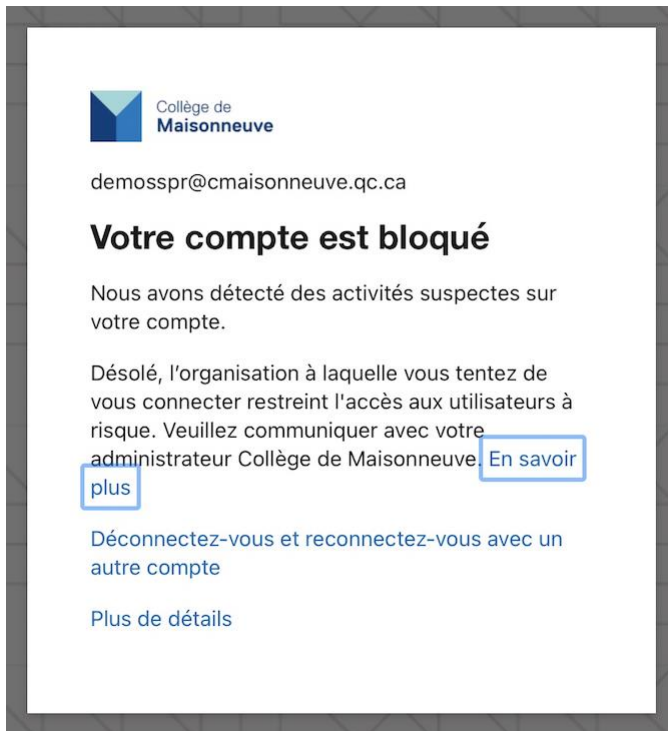 Collège de
Maisonneuve
demosspr@cmaisonneuve.qc.ca
Votre compte est bloqué
Nous avons détecté des activités suspectes sur
votre compte.
Désolé, l’organisation à laquelle vous tentez de
vous connecter restreint l'accès aux utilisateurs à
risque. Veuillez communiquer avec votre
administrateur Collège de Maisonneuve. En savoir
plus
Déconnectez-vous et reconnectez-vous avec un
autre compte
Plus de détails